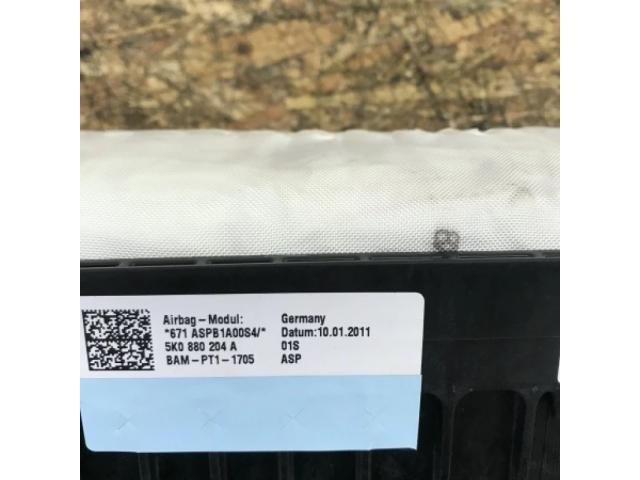 Airbag-Modul: Germany
*671 ASPB1A00S4/* Datum:10.01.2011
5K0 880 204 A 01S
BAM-PT1-1705 ASP